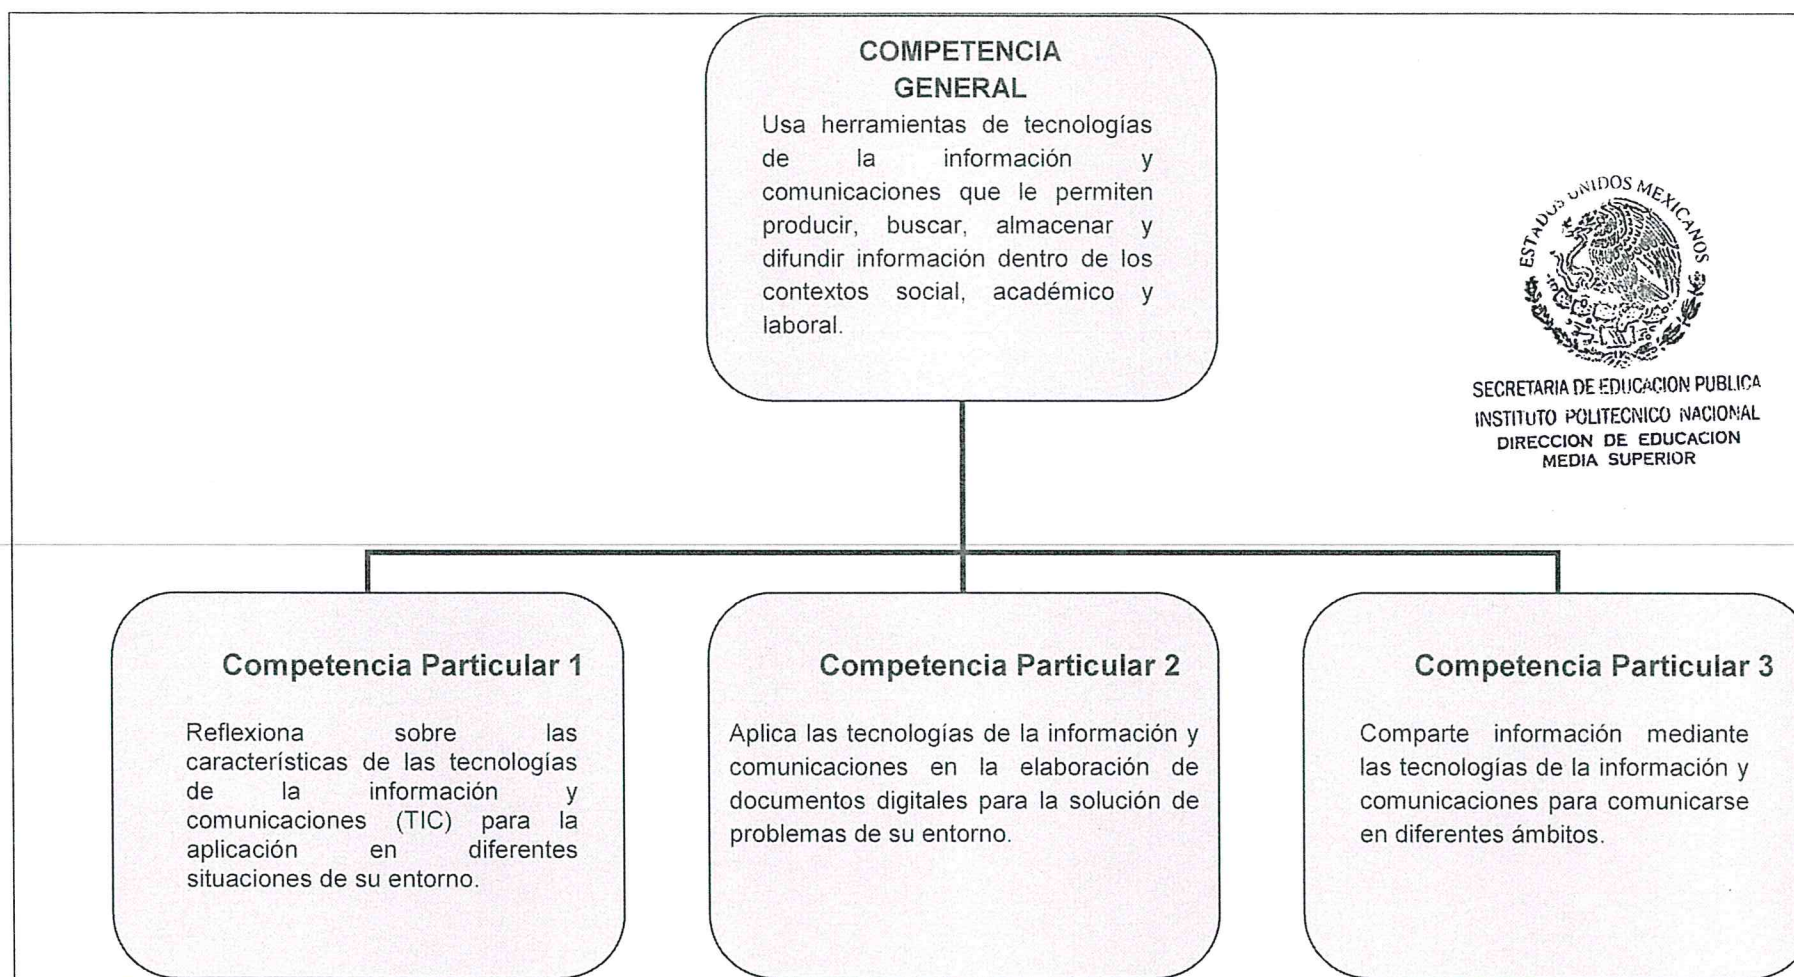 COMPETENCIA
GENERAL
Usa herramientas de tecnologías
de la información y
comunicaciones que le permiten
producir, buscar, almacenar y
difundir información dentro de los
contextos social, académico y
laboral.
ESTADOS UNIDOS MEXICANOS
SECRETARIA DE EDUCACION PUBLICA
INSTITUTO POLITECNICO NACIONAL
DIRECCION DE EDUCACION
MEDIA SUPERIOR
Competencia Particular 1
Reflexiona sobre las
características de las tecnologías
de la información y
comunicaciones (TIC) para la
aplicación en diferentes
situaciones de su entorno.
Competencia Particular 2
Aplica las tecnologías de la información y
comunicaciones en la elaboración de
documentos digitales para la solución de
problemas de su entorno.
Competencia Particular 3
Comparte información mediante
las tecnologías de la información y
comunicaciones para comunicarse
en diferentes ámbitos.